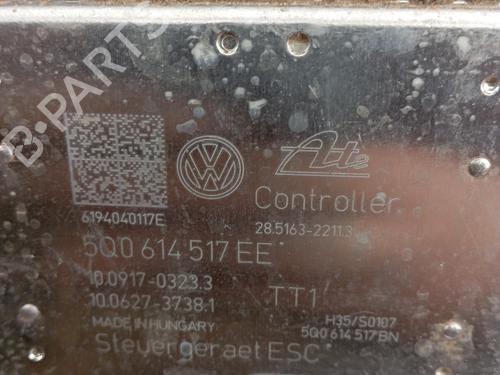 B-PARTS
Ate
6194040117E
Controller
28.5163-2211.3
5Q0 614 517 EE
10.0917-0323.3
10.0627-3738.1
TT1
MADE IN HUNGARY
H35/S0107
5Q0 614 517BN
Steuergeraet ESC